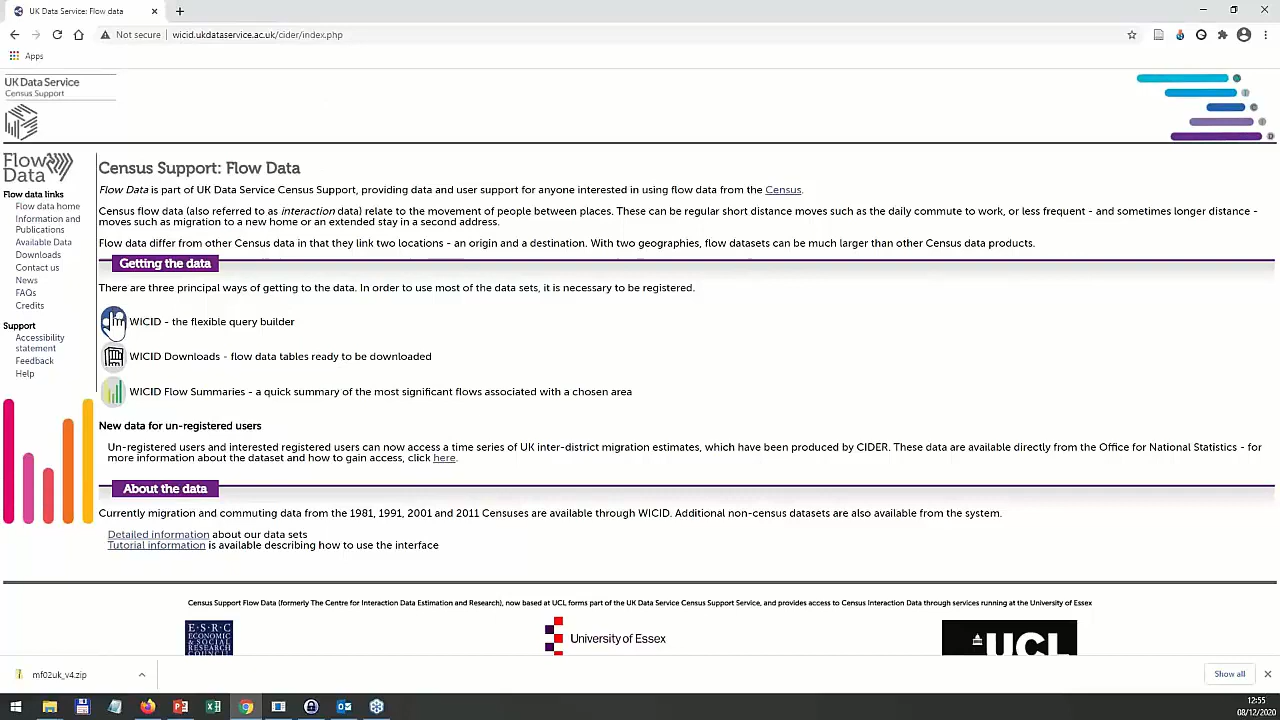 UK Data Service: Flow data
Not secure | wicid.ukdataservice.ac.uk/cider/index.php
Apps
UK Data Service
Census Support
C
I
D
Flow
Data
Flow data links
Flow data home
Information and
Publications
Available Data
Downloads
Contact us
News
FAQs
Credits
Support
Accessibility
statement
Feedback
Help
Census Support: Flow Data
Flow Data is part of UK Data Service Census Support, providing data and user support for anyone interested in using flow data from the Census.
Census flow data (also referred to as interaction data) relate to the movement of people between places. These can be regular short distance moves such as the daily commute to work, or less frequent - and sometimes longer distance -
moves such as migration to a new home or an extended stay in a second address.
Flow data differ from other Census data in that they link two locations - an origin and a destination. With two geographies, flow datasets can be much larger than other Census data products.
Getting the data
There are three principal ways of getting to the data. In order to use most of the data sets, it is necessary to be registered.
WICID - the flexible query builder
WICID Downloads - flow data tables ready to be downloaded
WICID Flow Summaries - a quick summary of the most significant flows associated with a chosen area
New data for un-registered users
Un-registered users and interested registered users can now access a time series of UK inter-district migration estimates, which have been produced by CIDER. These data are available directly from the Office for National Statistics - for
more information about the dataset and how to gain access, click here.
About the data
Currently migration and commuting data from the 1981, 1991, 2001 and 2011 Censuses are available through WICID. Additional non-census datasets are also available from the system.
Detailed information about our data sets
Tutorial information is available describing how to use the interface
Census Support Flow Data (formerly The Centre for Interaction Data Estimation and Research), now based at UCL forms part of the UK Data Service Census Support Service, and provides access to Census Interaction Data through services running at the University of Essex
E·S·R·C
ECONOMIC
& SOCIAL
RESEARCH
COUNCIL
University of Essex
UCL
mf02uk_v4.zip
Show all
12:55
08/12/2020